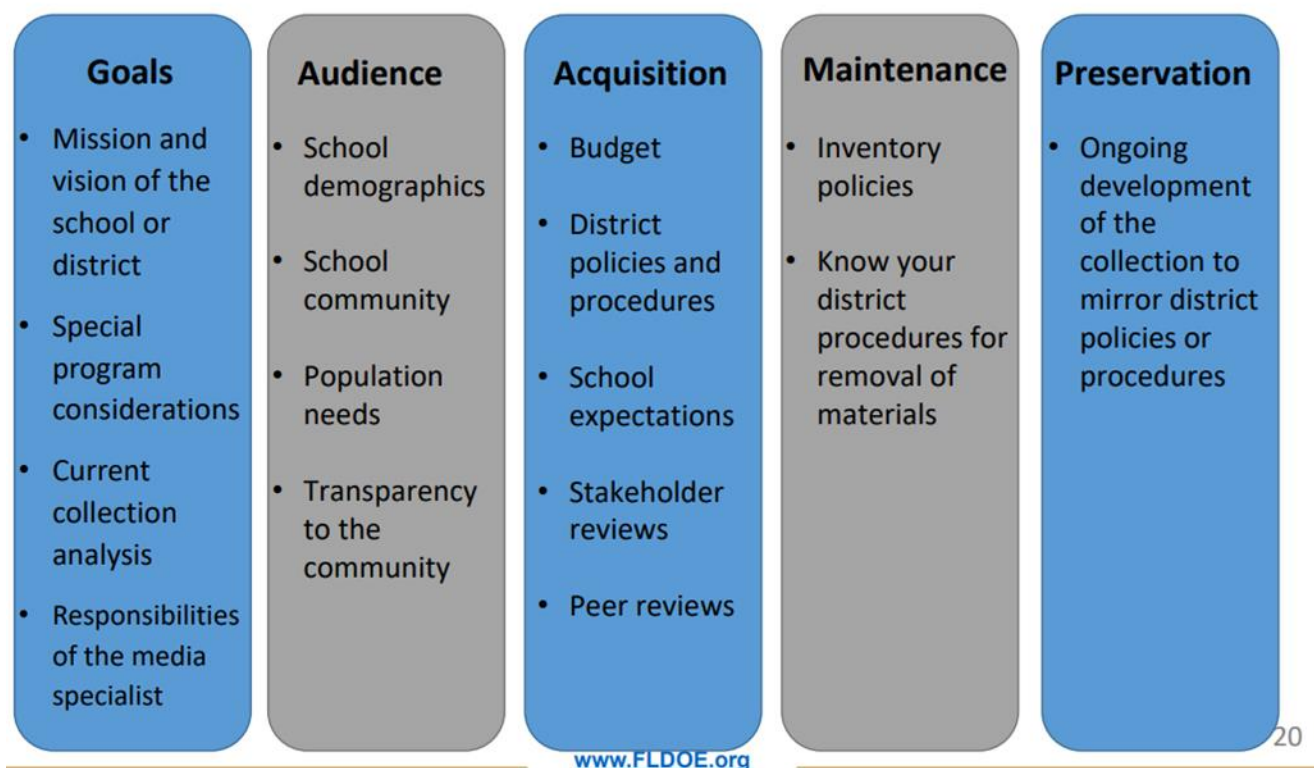 Goals
• Mission and
vision of the
school or
district
• Special
program
considerations
• Current
collection
analysis
• Responsibilities
of the media
specialist
Audience
• School
demographics
• School
community
• Population
needs
• Transparency
to the
community
Acquisition
• Budget
• District
policies and
procedures
• School
expectations
• Stakeholder
reviews
• Peer reviews
Maintenance
• Inventory
policies
• Know your
district
procedures for
removal of
materials
Preservation
• Ongoing
development
of the
collection to
mirror district
policies or
procedures
20
www.FLDOE.org